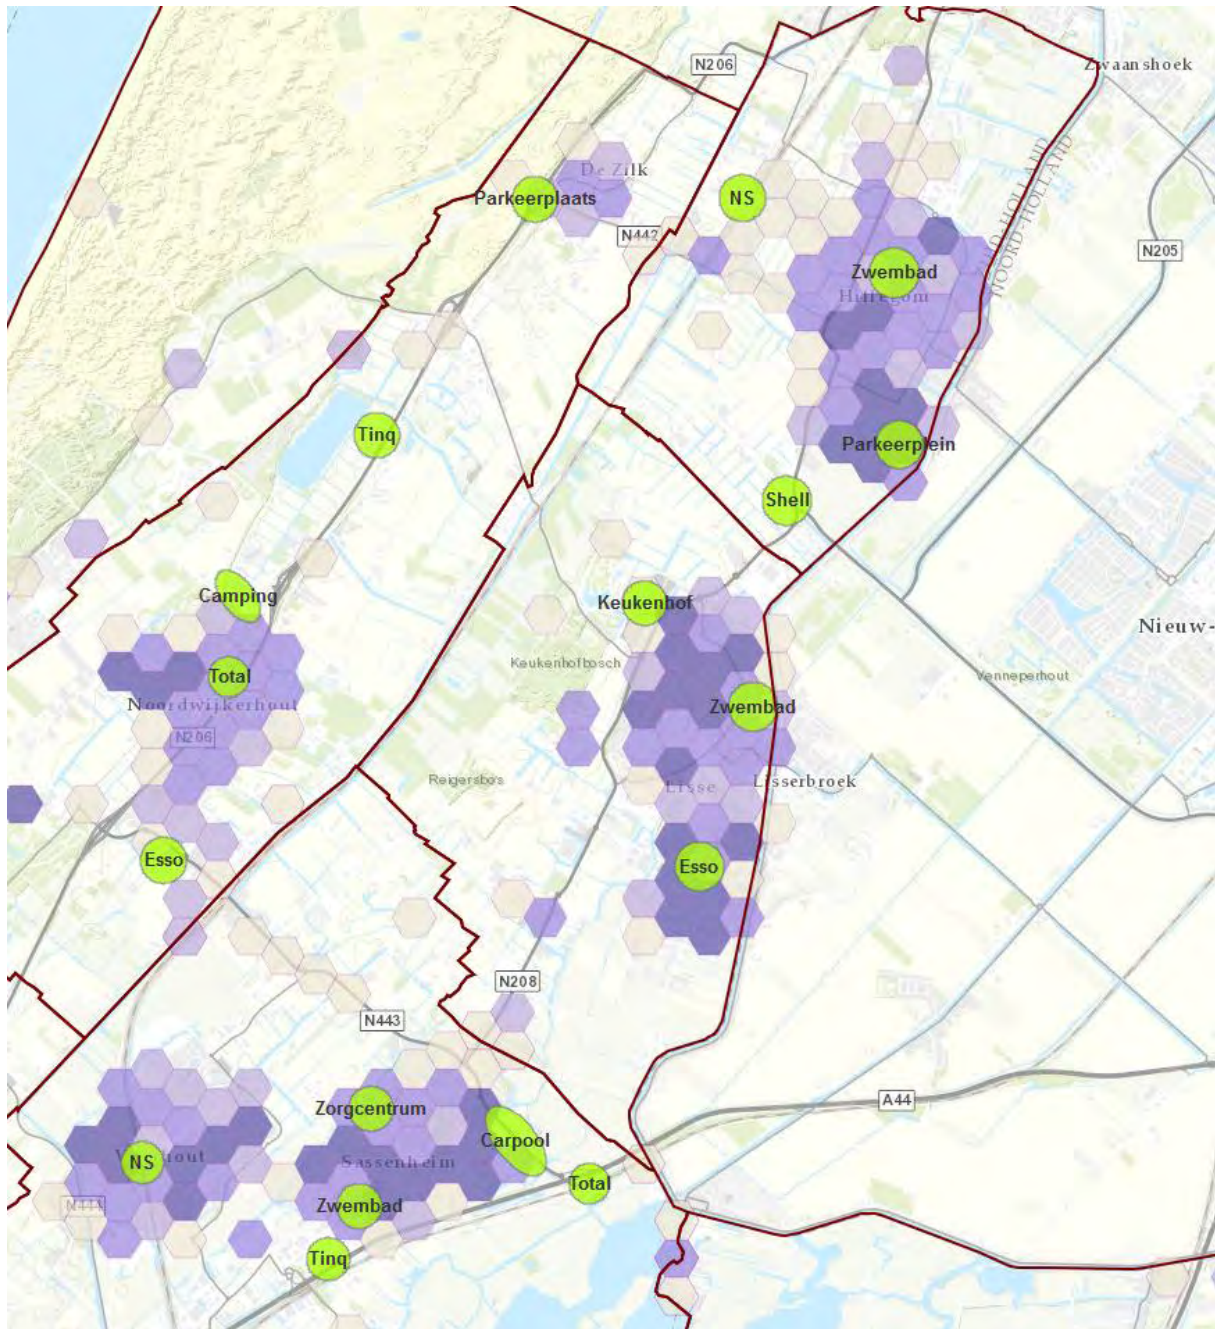 N206
Zwaanshoek
De Zilk
Parkeerplaats
NS
N442
NOORD-HOLLAND
N205
Zwembad
Hillegom
Tinq
Parkeerplein
Shell
Camping
Keukenhof
Nieuw-
Keukenhofbosch
Venneperhout
Total
Noordwijkerhout
Zwembad
N206
Reigersbos
Lisse
Lisserbroek
Esso
Esso
N208
N443
A44
Zorgcentrum
Carpool
NS
Sassenheim
Total
N444
Zwembad
Tinq